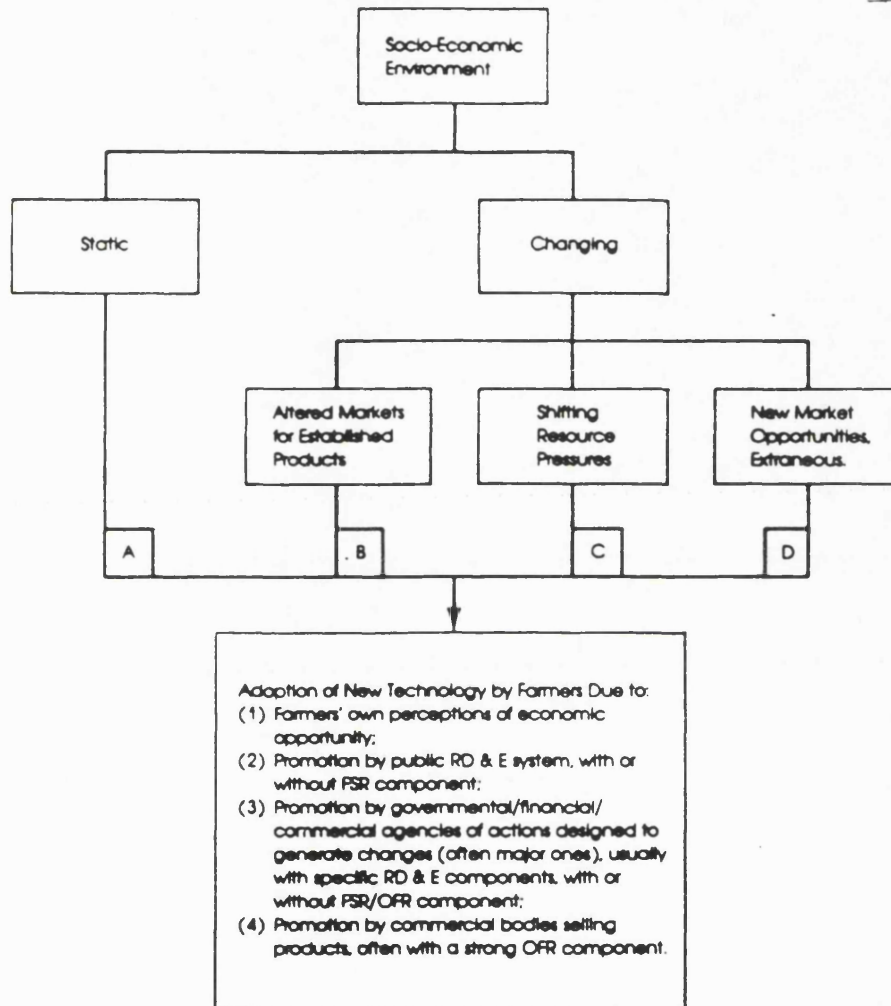 Socio-Economic
Environment
Static
Changing
Altered Markets
for Established
Products
Shifting
Resource
Pressures
New Market
Opportunities,
Extraneous.
A
B
C
D
Adoption of New Technology by Farmers Due to:
(1) Farmers' own perceptions of economic
opportunity;
(2) Promotion by public RD & E system, with or
without FSR component;
(3) Promotion by governmental/financial/
commercial agencies of actions designed to
generate changes (often major ones), usually
with specific RD & E components, with or
without FSR/OFR component;
(4) Promotion by commercial bodies selling
products, often with a strong OFR component.